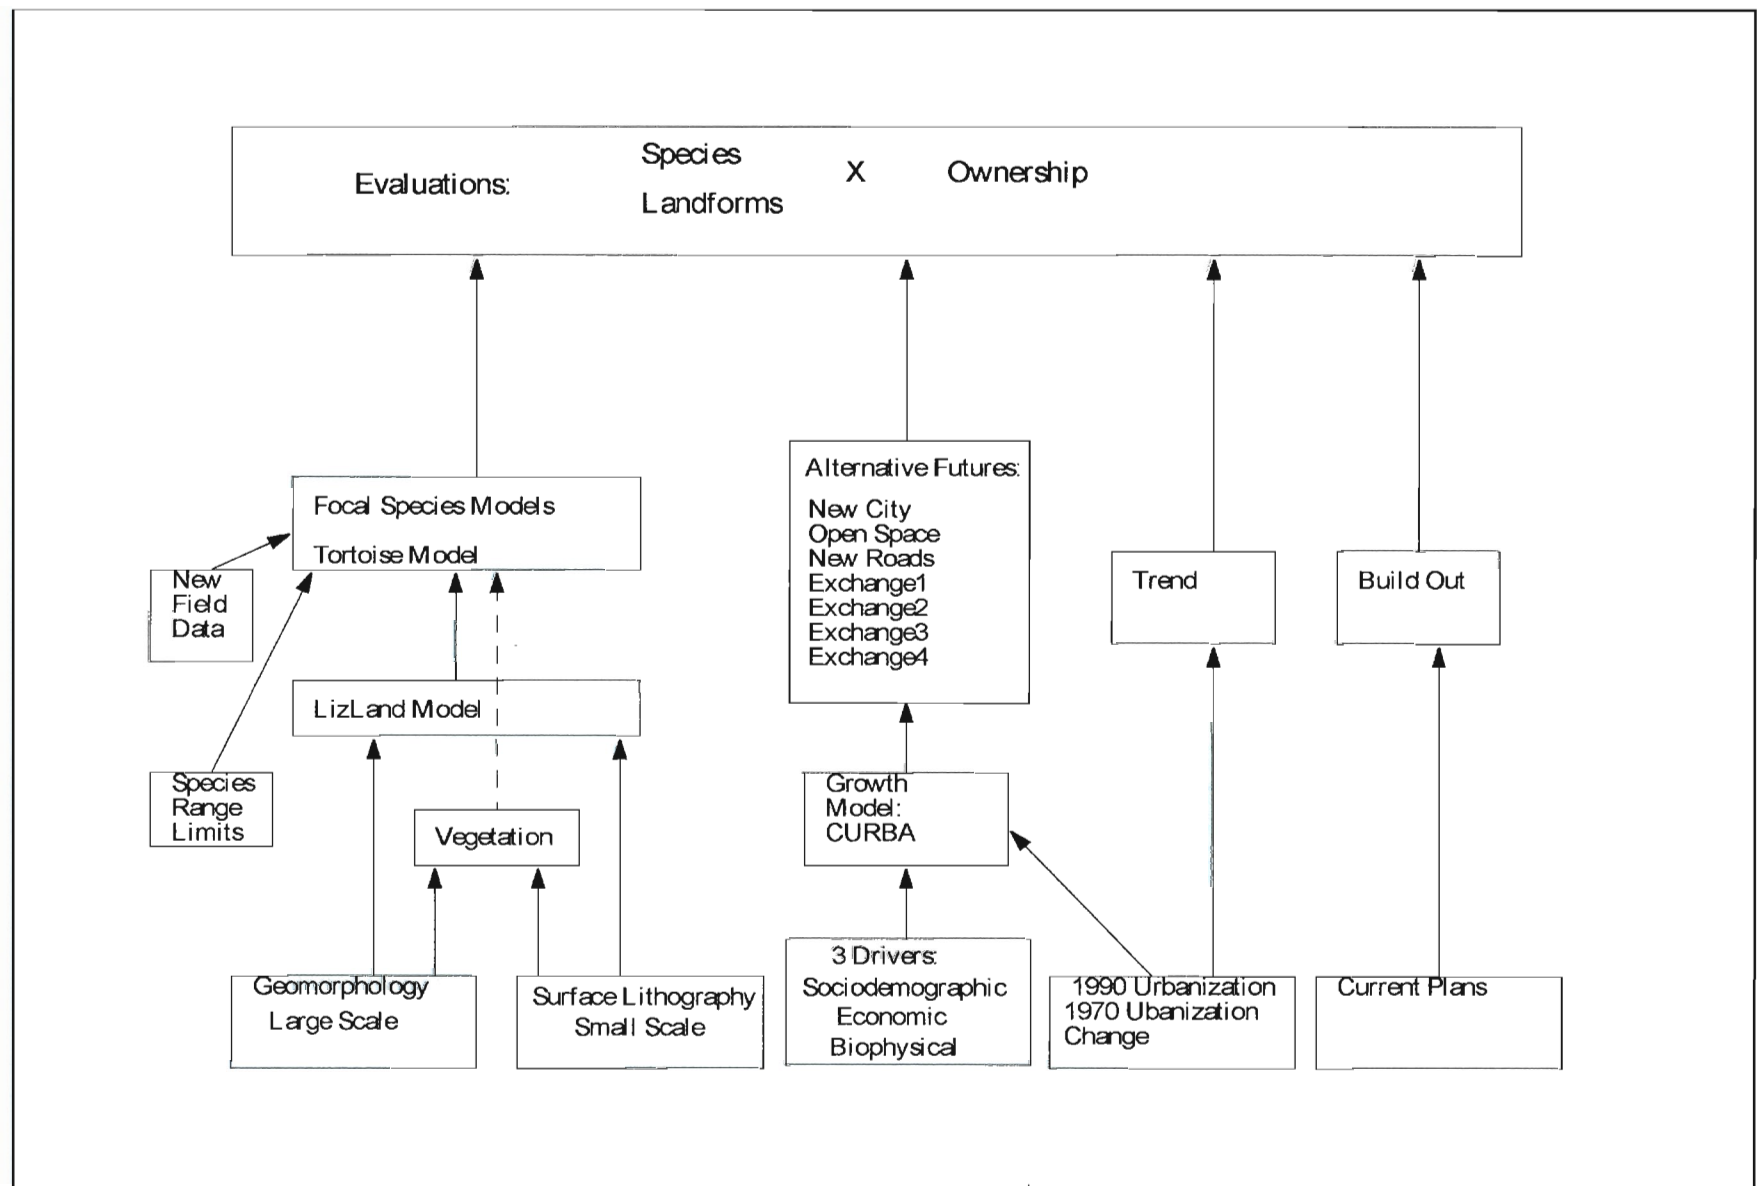 Species
Evaluations: X Ownership
Landforms
Focal Species Models
Tortoise Model
New
Field
Data
LizLand Model
Species
Range
Limits
Vegetation
Geomorphology
Large Scale
Surface Lithography
Small Scale
Alternative Futures:
New City
Open Space
New Roads
Exchange1
Exchange2
Exchange3
Exchange4
Growth
Model:
CURBA
3 Drivers:
Sociodemographic
Economic
Biophysical
Trend
1990 Urbanization
1970 Ubanization
Change
Build Out
Current Plans